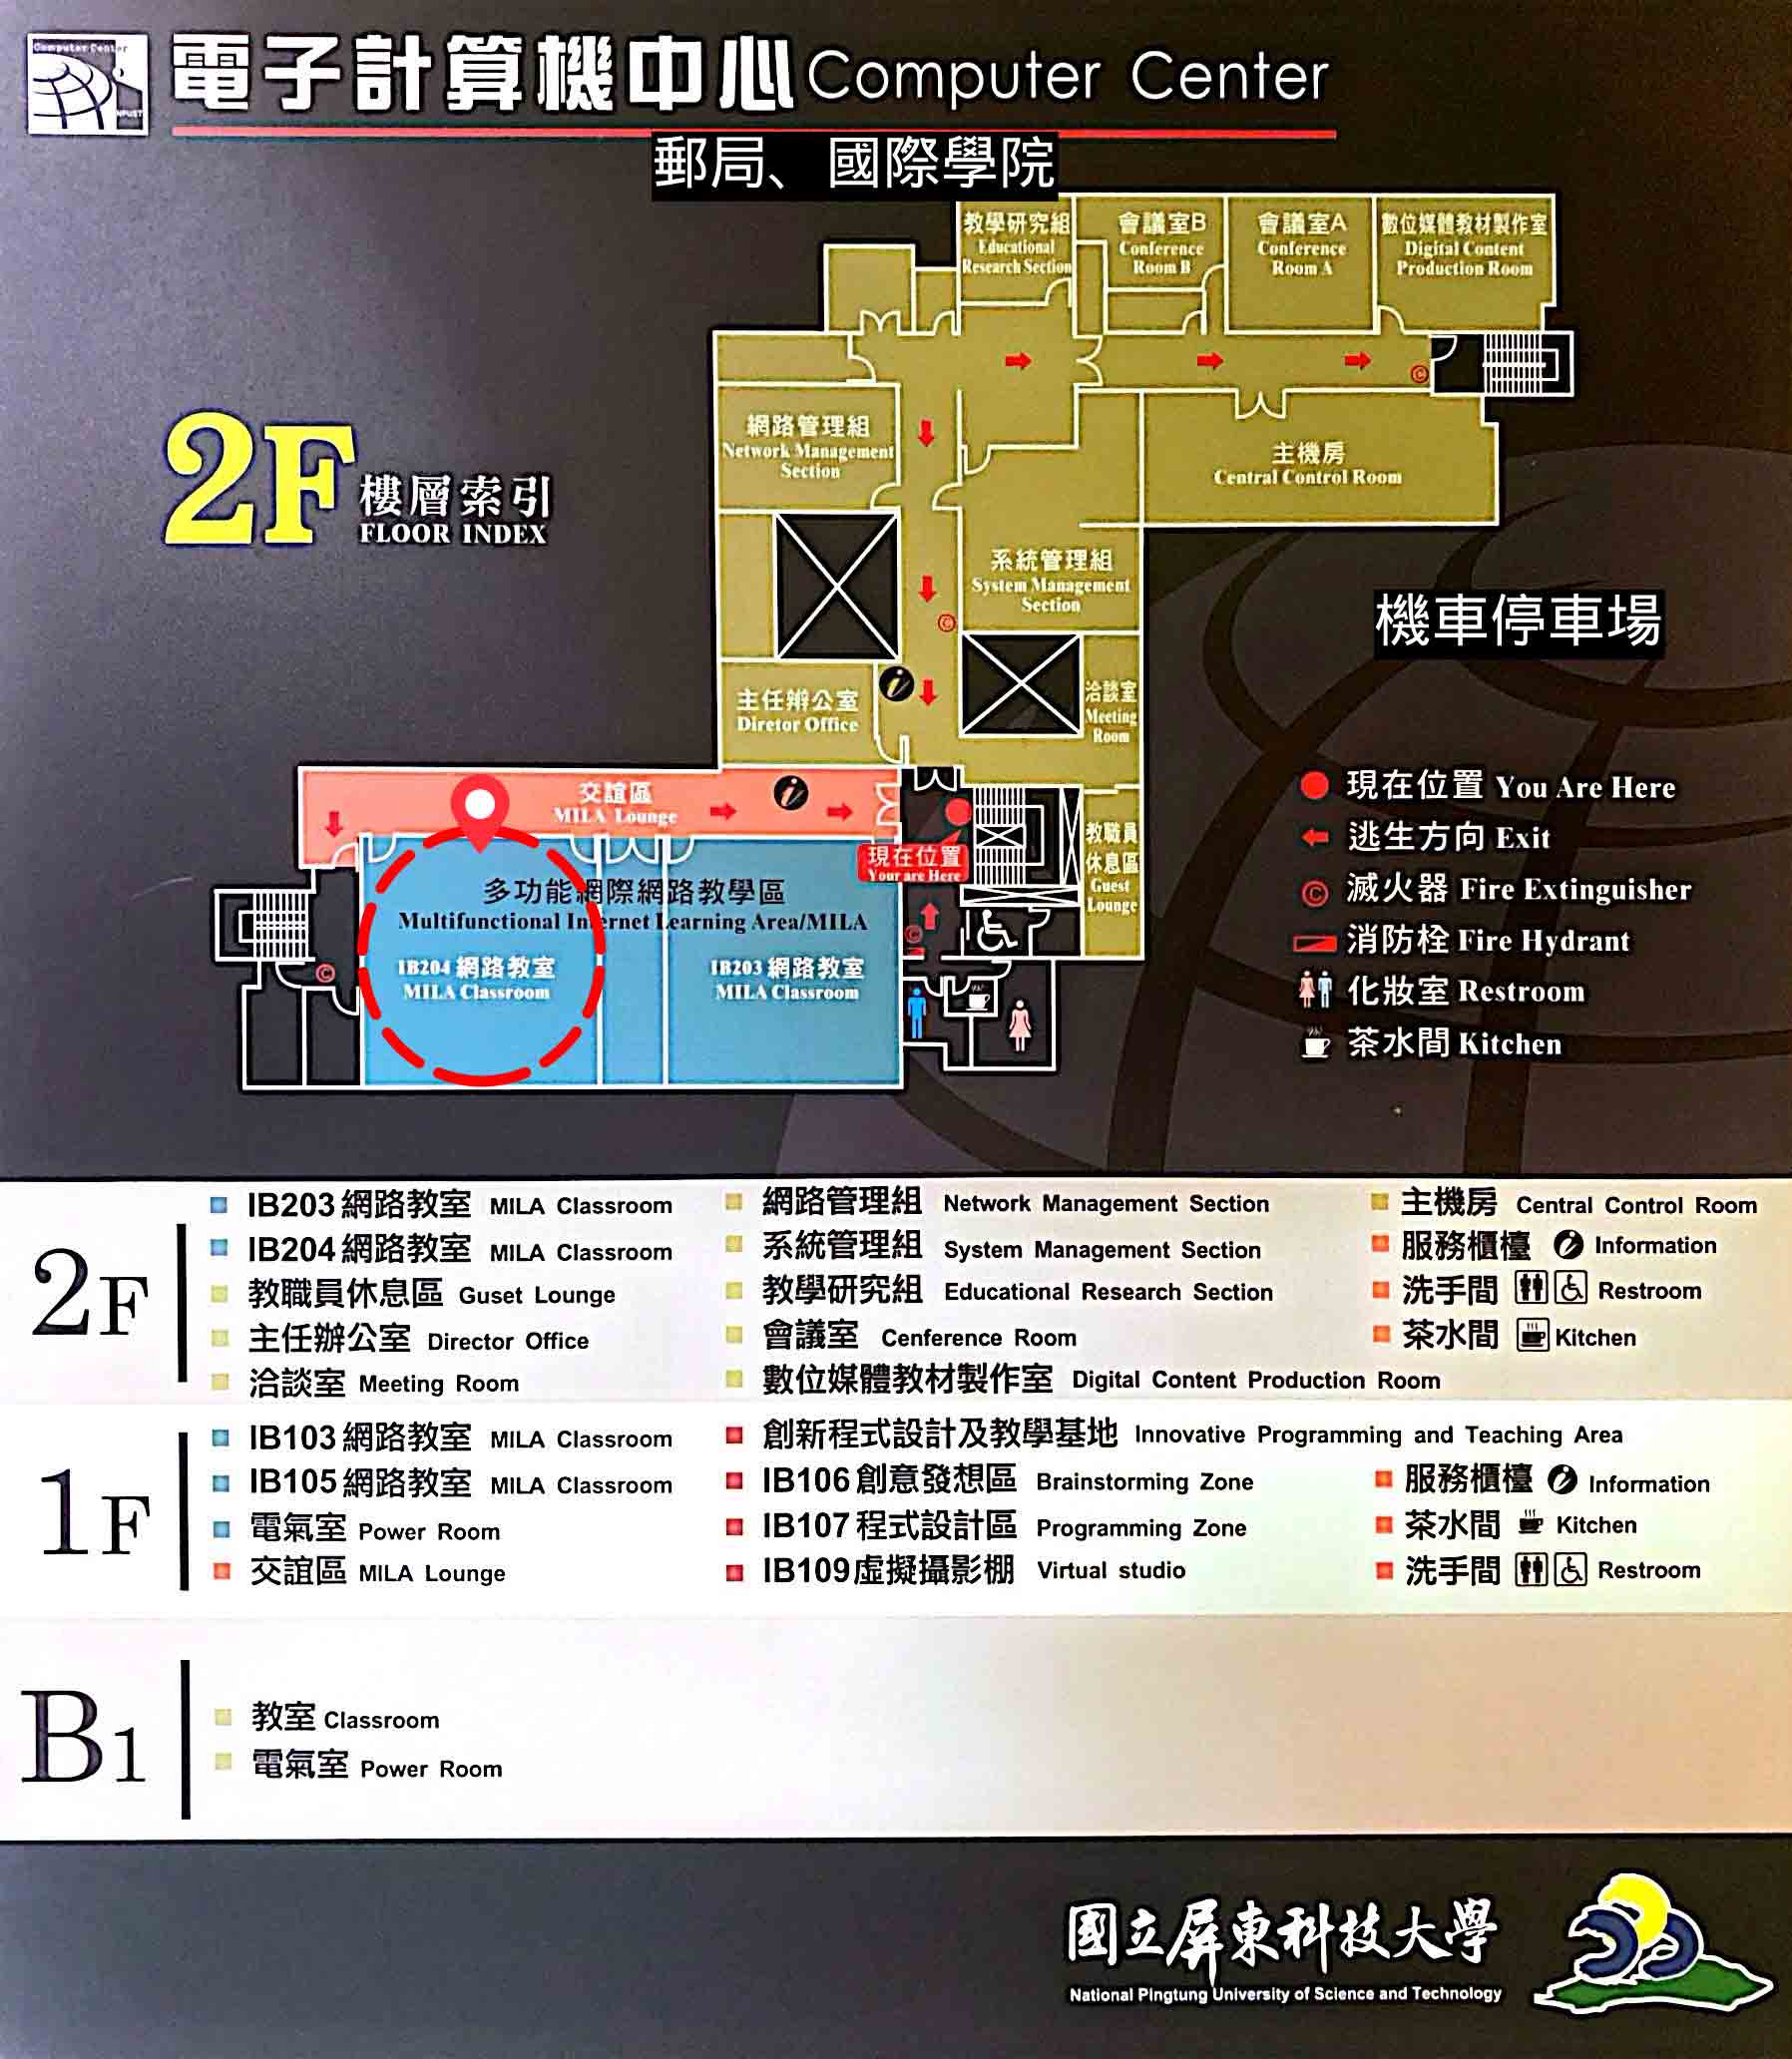 Computer Center
NPUST
電子計算機中心 Computer Center
郵局、國際學院
教學研究組
Educational
Research Section
會議室B
Conference
Room B
會議室A
Conference
Room A
數位媒體教材製作室
Digital Content
Production Room
網路管理組
Network Management
Section
主機房
Central Control Room
2F 樓層索引
FLOOR INDEX
系統管理組
System Management
Section
機車停車場
主任辦公室
Diretor Office
洽談室
Meeting
Room
交誼區
MILA Lounge
現在位置
Your are Here
教職員
休息區
Guest
Lounge
多功能網際網路教學區
Multifunctional Internet Learning Area/MILA
IB204 網路教室
MILA Classroom
IB203 網路教室
MILA Classroom
現在位置 You Are Here
逃生方向 Exit
滅火器 Fire Extinguisher
消防栓 Fire Hydrant
化妝室 Restroom
茶水間 Kitchen
2F
IB203 網路教室 MILA Classroom
IB204 網路教室 MILA Classroom
教職員休息區 Guset Lounge
主任辦公室 Director Office
洽談室 Meeting Room
網路管理組 Network Management Section
系統管理組 System Management Section
教學研究組 Educational Research Section
會議室 Cenference Room
數位媒體教材製作室 Digital Content Production Room
主機房 Central Control Room
服務櫃檯 Information
洗手間 Restroom
茶水間 Kitchen
1F
IB103 網路教室 MILA Classroom
IB105 網路教室 MILA Classroom
電氣室 Power Room
交誼區 MILA Lounge
創新程式設計及教學基地 Innovative Programming and Teaching Area
IB106 創意發想區 Brainstorming Zone
IB107 程式設計區 Programming Zone
IB109 虛擬攝影棚 Virtual studio
服務櫃檯 Information
茶水間 Kitchen
洗手間 Restroom
B1
教室 Classroom
電氣室 Power Room
國立屏東科技大學
National Pingtung University of Science and Technology